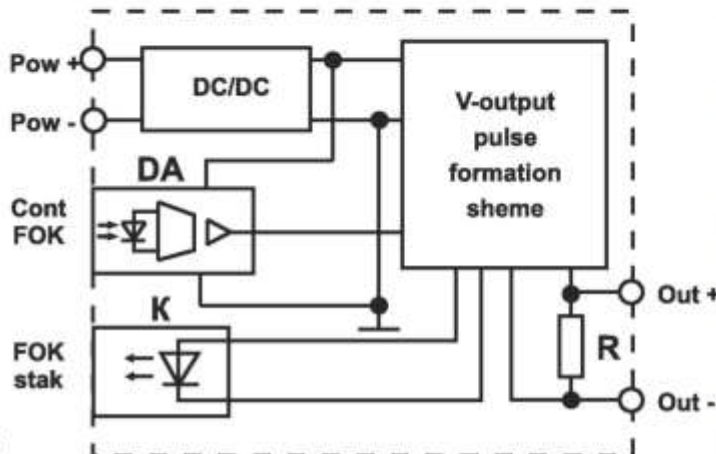 Pow +
DC/DC
Pow -
V-output
pulse
formation
sheme
DA
Cont
FOK
K
FOK
stak
Out +
R
Out -